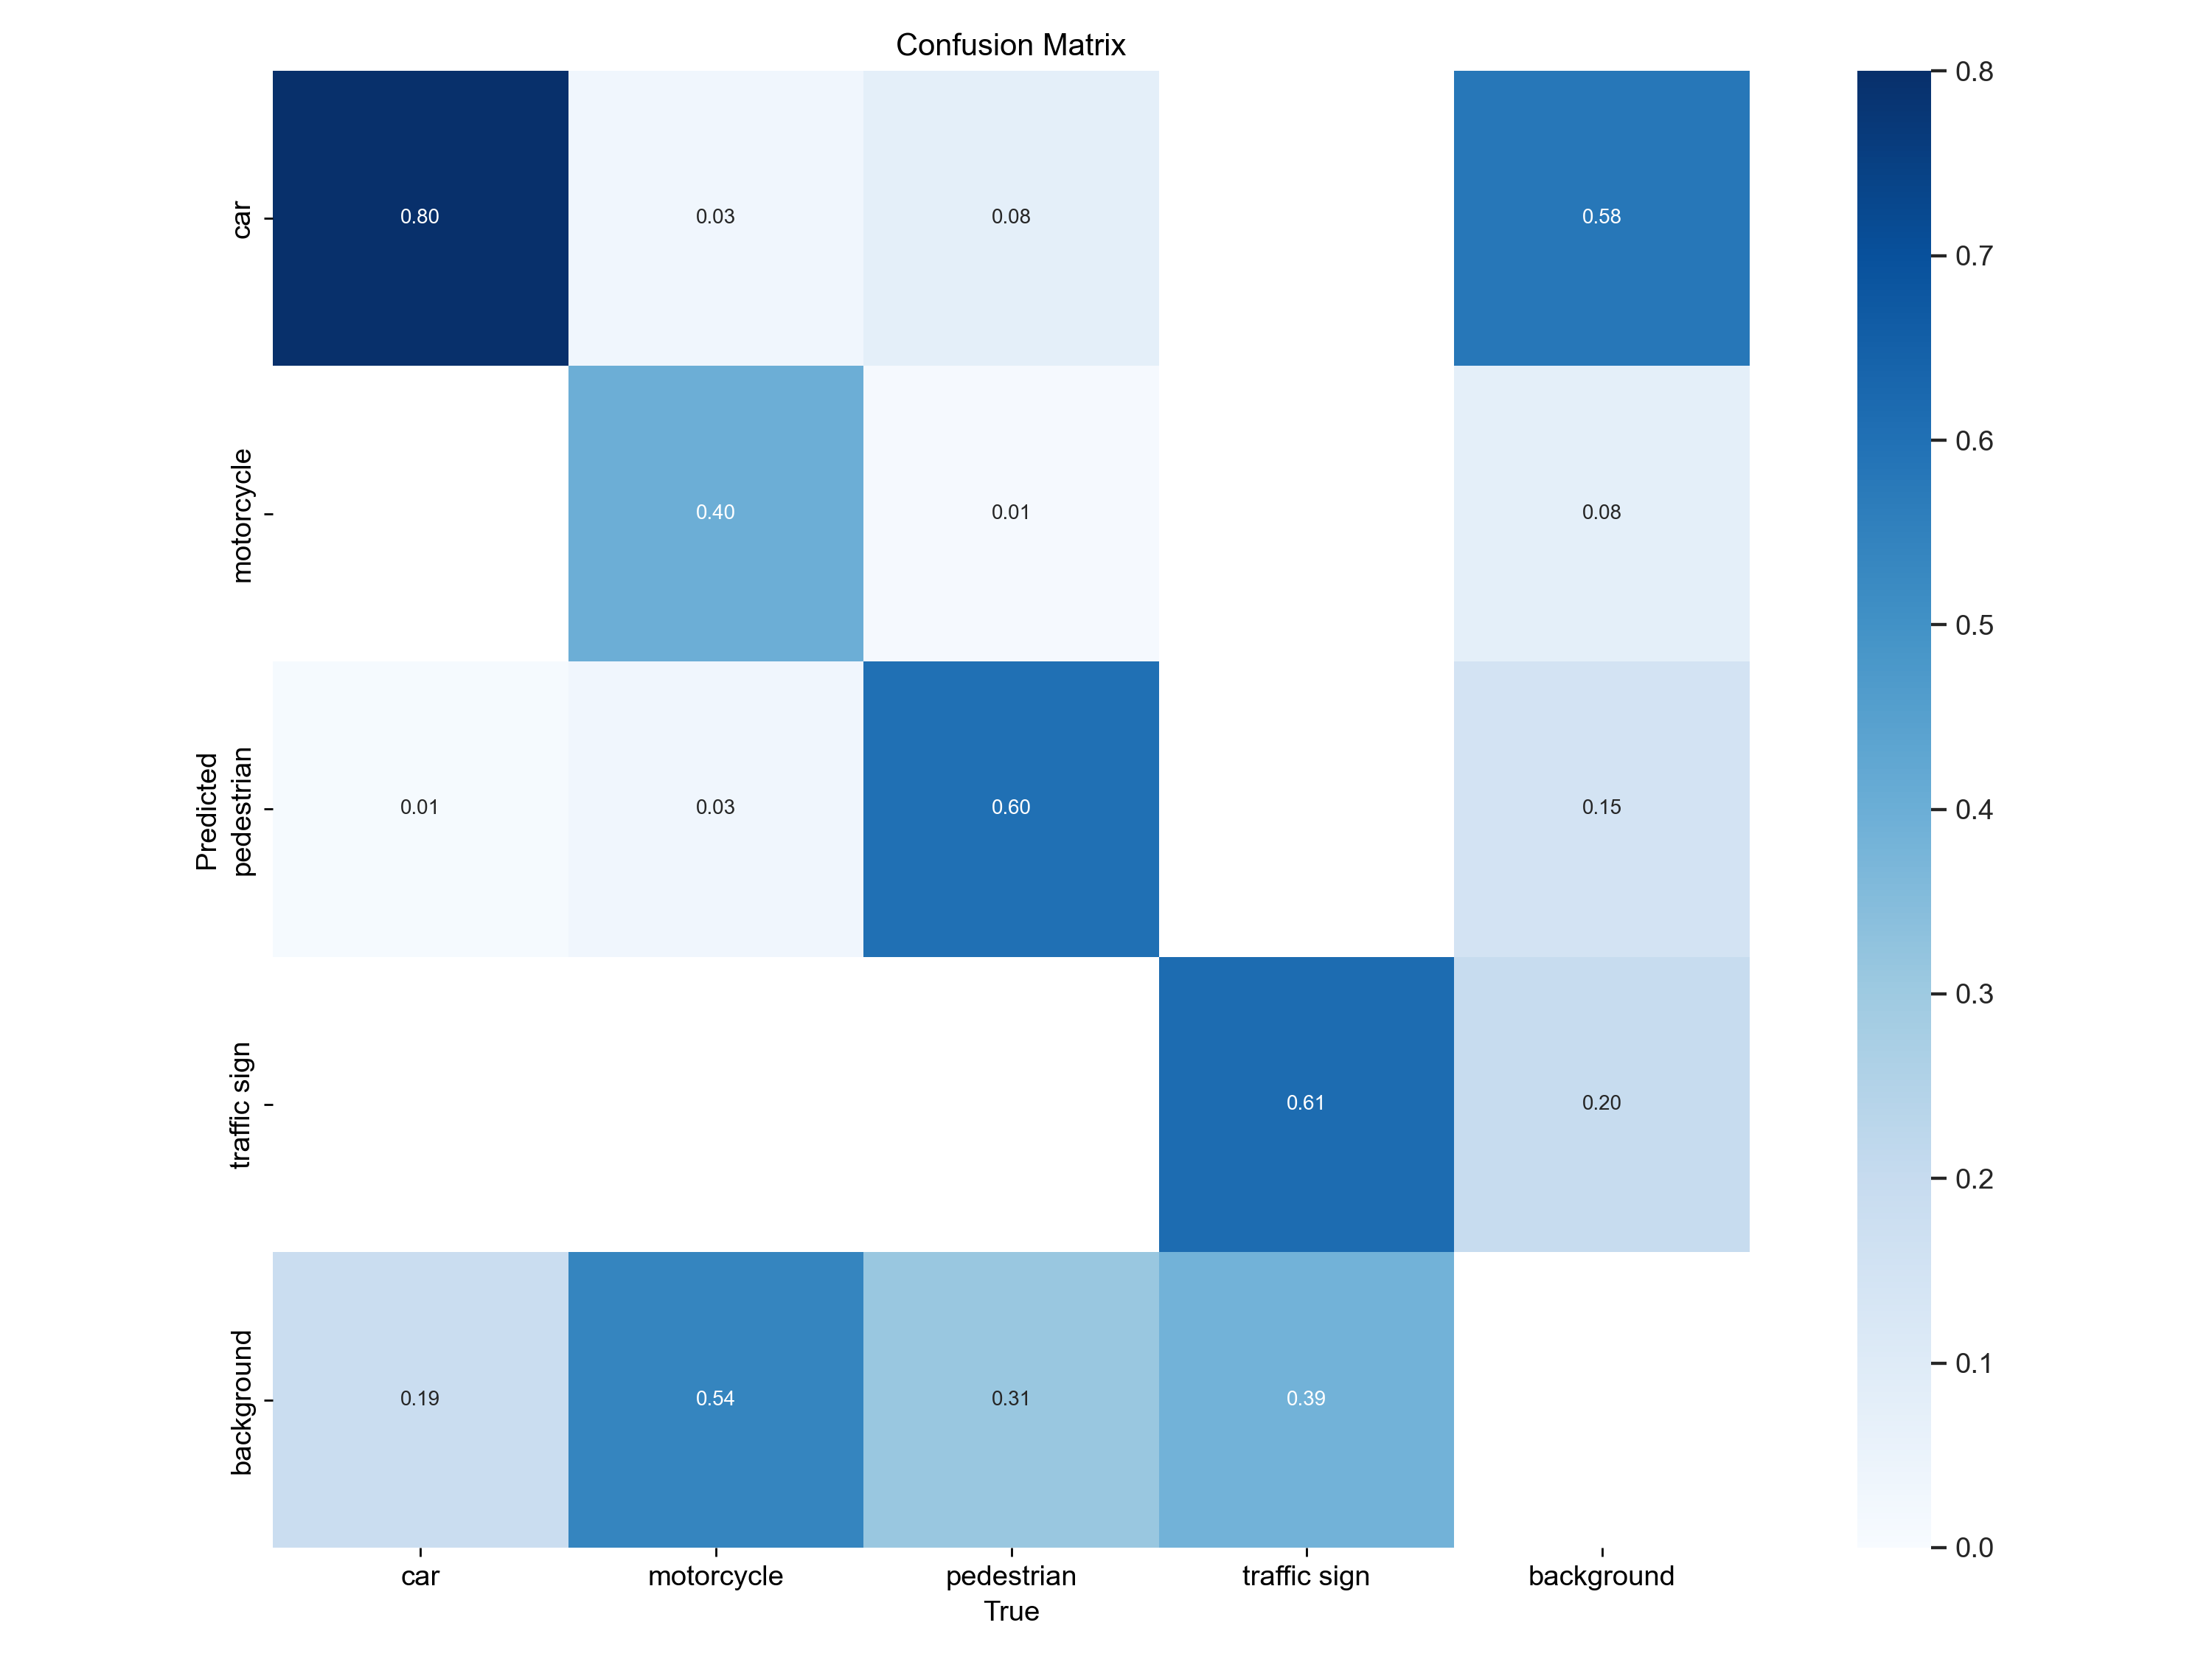 Confusion Matrix
car
0.80
0.03
0.08
0.58
motorcycle
0.40
0.01
0.08
Predicted
pedestrian
0.01
0.03
0.60
0.15
traffic sign
0.61
0.20
background
0.19
0.54
0.31
0.39
car
motorcycle
pedestrian
traffic sign
background
True
0.8
0.7
0.6
0.5
0.4
0.3
0.2
0.1
0.0